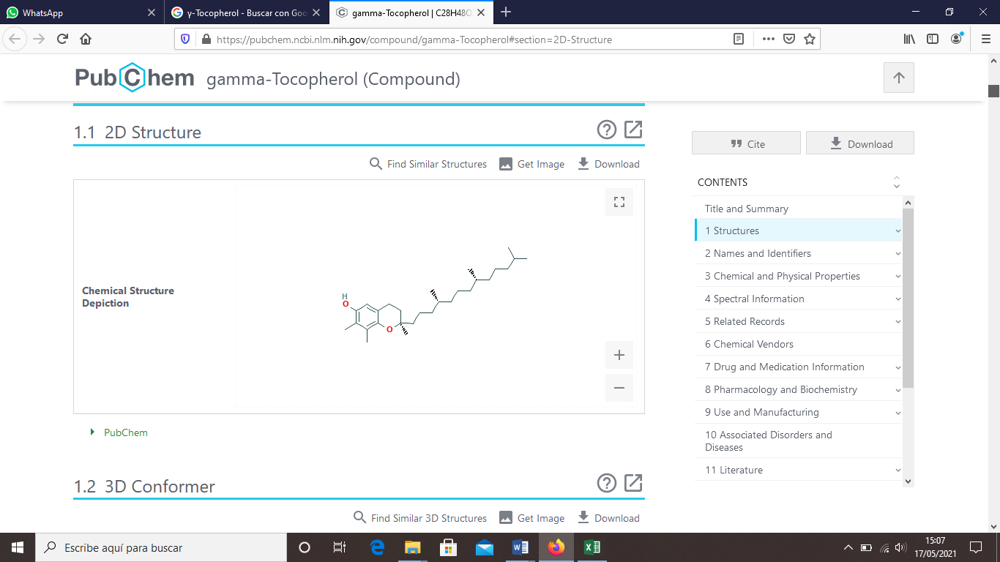 WhatsApp
γ-Tocopherol - Buscar con Goo
gamma-Tocopherol | C28H48O
https://pubchem.ncbi.nlm.nih.gov/compound/gamma-Tocopherol#section=2D-Structure
PubChem gamma-Tocopherol (Compound)
1.1 2D Structure
Find Similar Structures Get Image Download
Chemical Structure
Depiction
H
O
O
PubChem
1.2 3D Conformer
Find Similar 3D Structures Get Image Download
Cite Download
CONTENTS
Title and Summary
1 Structures
2 Names and Identifiers
3 Chemical and Physical Properties
4 Spectral Information
5 Related Records
6 Chemical Vendors
7 Drug and Medication Information
8 Pharmacology and Biochemistry
9 Use and Manufacturing
10 Associated Disorders and
Diseases
11 Literature
Escribe aquí para buscar
15:07
17/05/2021